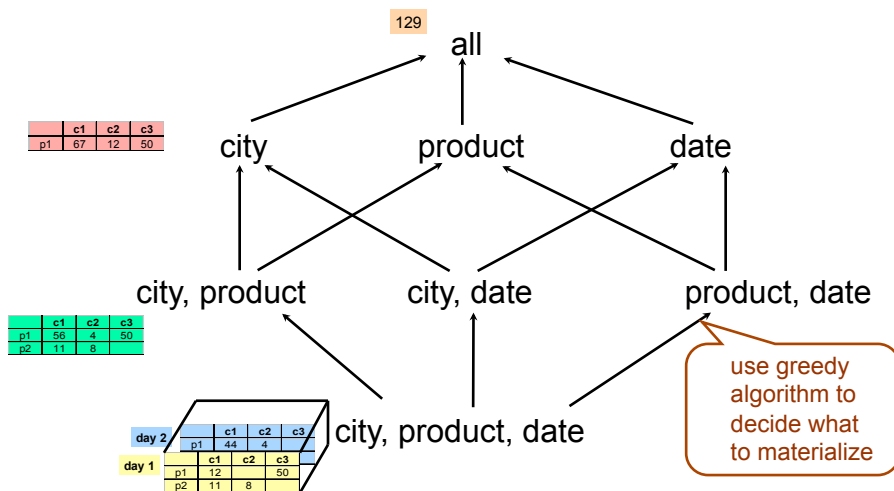 129
all
c1 c2 c3
p1 67 12 50
city product date
city, product city, date product, date
c1 c2 c3
p1 56 4 50
p2 11 8
use greedy
algorithm to
decide what
to materialize
city, product, date
day 2
c1 c2 c3
p1 44 4
day 1
c1 c2 c3
p1 12 50
p2 11 8